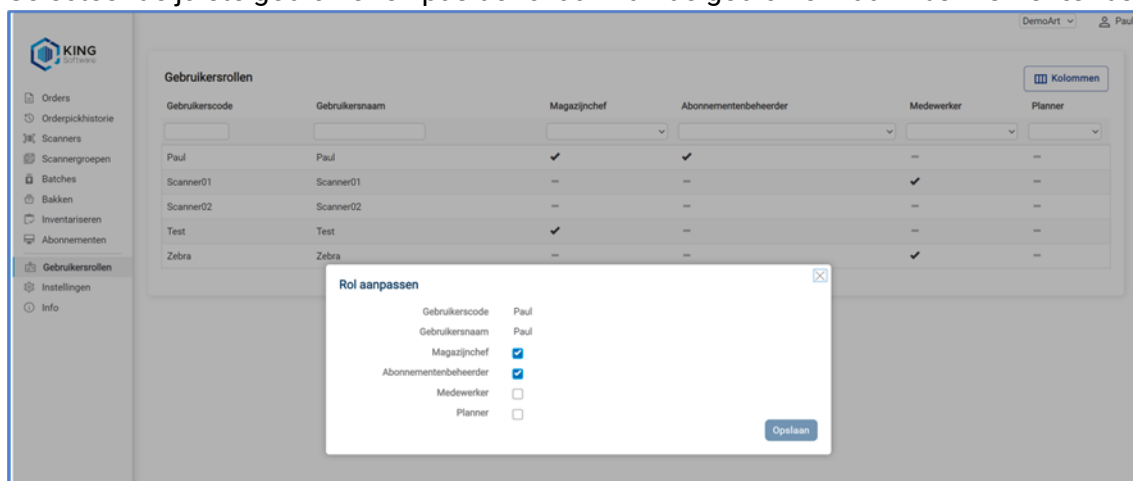 DemoArt Paul
KING
Software
Orders
Orderpickhistorie
Scanners
Scannergroepen
Batches
Bakken
Inventariseren
Abonnementen
Gebruikersrollen
Instellingen
Info
Gebruikersrollen
Kolommen
Gebruikerscode Gebruikersnaam Magazijnchef Abonnementenbeheerder Medewerker Planner
Paul Paul ✔ ✔ – –
Scanner01 Scanner01 – – ✔ –
Scanner02 Scanner02 – – – –
Test Test ✔ – – –
Zebra Zebra – – ✔ –
Rol aanpassen
Gebruikerscode Paul
Gebruikersnaam Paul
Magazijnchef
Abonnementenbeheerder
Medewerker
Planner
Opslaan